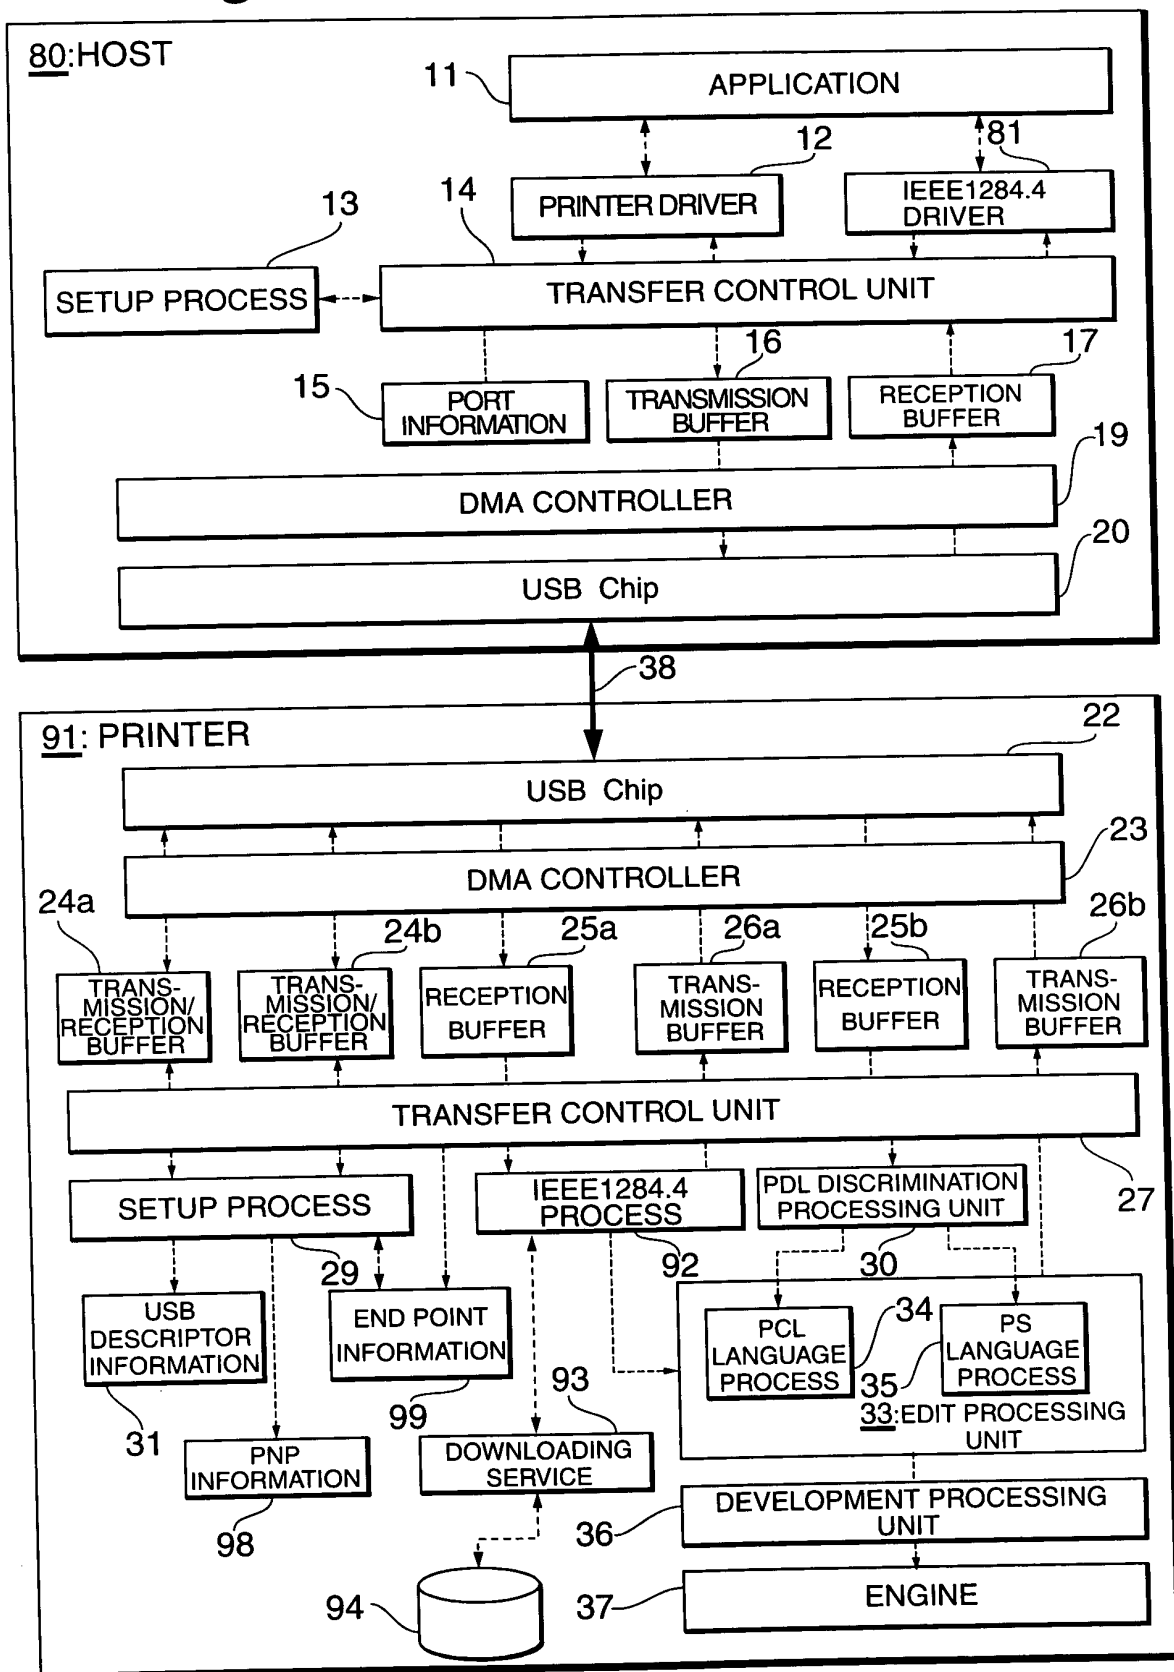 80:HOST
11
APPLICATION
12
81
PRINTER DRIVER
IEEE1284.4
DRIVER
13
14
SETUP PROCESS
TRANSFER CONTROL UNIT
15
16
17
PORT
INFORMATION
TRANSMISSION
BUFFER
RECEPTION
BUFFER
19
DMA CONTROLLER
20
USB Chip
38
91: PRINTER
22
USB Chip
23
DMA CONTROLLER
24a
24b
25a
26a
25b
26b
TRANS-
MISSION/
RECEPTION
BUFFER
TRANS-
MISSION/
RECEPTION
BUFFER
RECEPTION
BUFFER
TRANS-
MISSION
BUFFER
RECEPTION
BUFFER
TRANS-
MISSION
BUFFER
TRANSFER CONTROL UNIT
27
SETUP PROCESS
29
IEEE1284.4
PROCESS
92
PDL DISCRIMINATION
PROCESSING UNIT
30
USB
DESCRIPTOR
INFORMATION
31
END POINT
INFORMATION
99
PCL
LANGUAGE
PROCESS
34
PS
LANGUAGE
PROCESS
35
33:EDIT PROCESSING
UNIT
PNP
INFORMATION
98
93
DOWNLOADING
SERVICE
94
36
DEVELOPMENT PROCESSING
UNIT
37
ENGINE